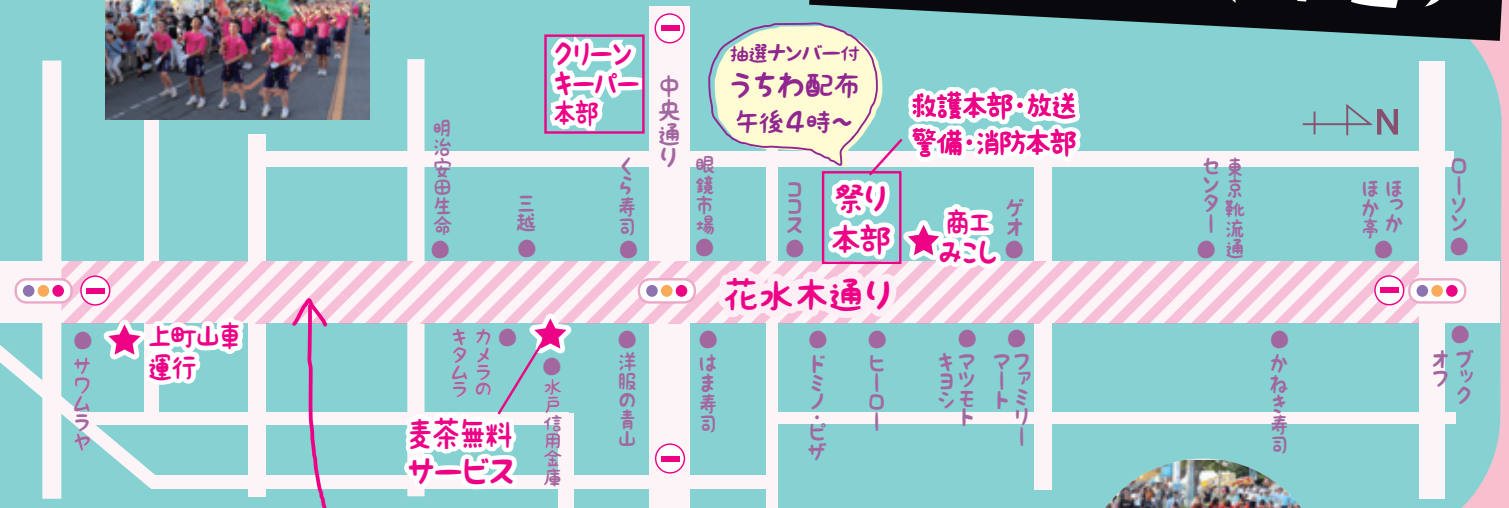 クリーン
キーパー
本部
中央通り
抽選ナンバー付
うちわ配布
午後4時～
救護本部・放送
警備・消防本部
N
明治安田生命
三越
くら寿司
眼鏡市場
ココス
祭り
本部
商工
みこし
ゲオ
東京靴流通
センター
ほっか
ほか亭
ローソン
花水木通り
サワムラヤ
上町山車
運行
カメラの
キタムラ
麦茶無料
サービス
水戸信用金庫
洋服の青山
はま寿司
ドミノ・ピザ
ヒーロー
マツモト
キヨシ
ファミリー
マート
かねき寿司
ブック
オフ